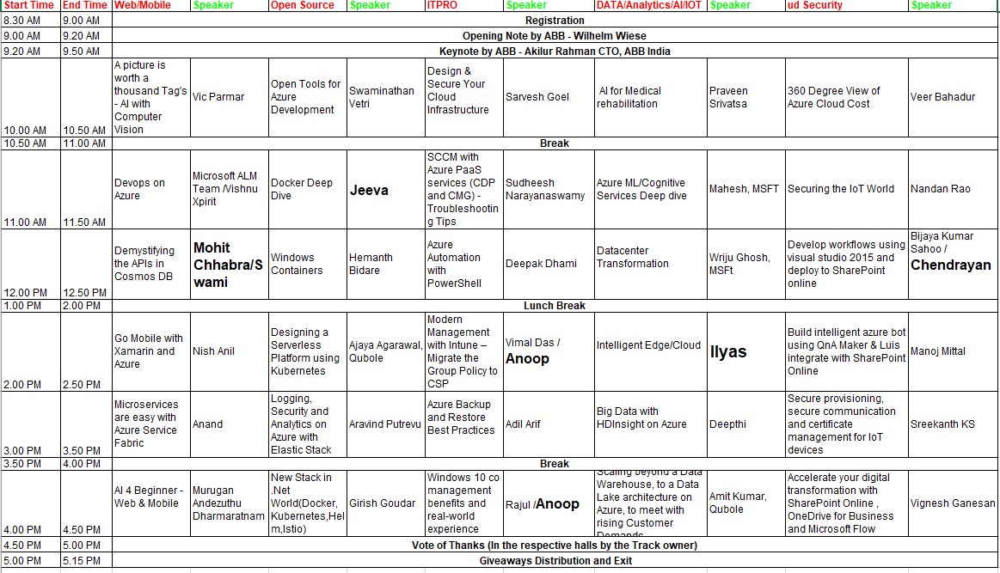 Start Time End Time Web/Mobile Speaker Open Source Speaker ITPRO Speaker DATA/Analytics/AI/IOT Speaker ud Security Speaker
8.30 AM 9.00 AM Registration
9.00 AM 9.20 AM Opening Note by ABB - Wilhelm Wiese
9.20 AM 9.50 AM Keynote by ABB - Akilur Rahman CTO, ABB India
10.00 AM 10.50 AM
A picture is
worth a
thousand Tag's
- AI with
Computer
Vision
Vic Parmar
Open Tools for
Azure
Development
Swaminathan
Vetri
Design &
Secure Your
Cloud
Infrastructure
Sarvesh Goel
AI for Medical
rehabilitation
Praveen
Srivatsa
360 Degree View of
Azure Cloud Cost
Veer Bahadur
10.50 AM 11.00 AM Break
11.00 AM 11.50 AM
Devops on
Azure
Microsoft ALM
Team /Vishnu
Xpirit
Docker Deep
Dive
Jeeva
SCCM with
Azure PaaS
services (CDP
and CMG) -
Troubleshootin
g Tips
Sudheesh
Narayanaswamy
Azure ML/Cognitive
Services Deep dive
Mahesh, MSFT
Securing the IoT World
Nandan Rao
12.00 PM 12.50 PM
Demystifying
the APIs in
Cosmos DB
Mohit
Chhabra/S
wami
Windows
Containers
Hemanth
Bidare
Azure
Automation
with
PowerShell
Deepak Dhami
Datacenter
Transformation
Wriju Ghosh,
MSFt
Develop workflows using
visual studio 2015 and
deploy to SharePoint
online
Bijaya Kumar
Sahoo /
Chendrayan
1.00 PM 2.00 PM Lunch Break
2.00 PM 2.50 PM
Go Mobile with
Xamarin and
Azure
Nish Anil
Designing a
Serverless
Platform using
Kubernetes
Ajaya Agarawal,
Qubole
Modern
Management
with Intune –
Migrate the
Group Policy to
CSP
Vimal Das /
Anoop
Intelligent Edge/Cloud
Ilyas
Build intelligent azure bot
using QnA Maker & Luis
integrate with SharePoint
Online
Manoj Mittal
3.00 PM 3.50 PM
Microservices
are easy with
Azure Service
Fabric
Anand
Logging,
Security and
Analytics on
Azure with
Elastic Stack
Aravind Putrevu
Azure Backup
and Restore
Best Practices
Adil Arif
Big Data with
HDInsight on Azure
Deepthi
Secure provisioning,
secure communication
and certificate
management for IoT
devices
Sreekanth KS
3.50 PM 4.00 PM Break
4.00 PM 4.50 PM
AI 4 Beginner -
Web & Mobile
Murugan
Andezuthu
Dharmaratnam
New Stack in
.Net
World(Docker,
Kubernetes,Hel
m,Istio)
Girish Goudar
Windows 10 co
management
benefits and
real-world
experience
Rajul /Anoop
Scaling beyond a Data
Warehouse, to a Data
Lake architecture on
Azure, to meet with
rising Customer
Demands
Amit Kumar,
Qubole
Accelerate your digital
transformation with
SharePoint Online ,
OneDrive for Business
and Microsoft Flow
Vignesh Ganesan
4.50 PM 5.00 PM Vote of Thanks (In the respective halls by the Track owner)
5.00 PM 5.15 PM Giveaways Distribution and Exit